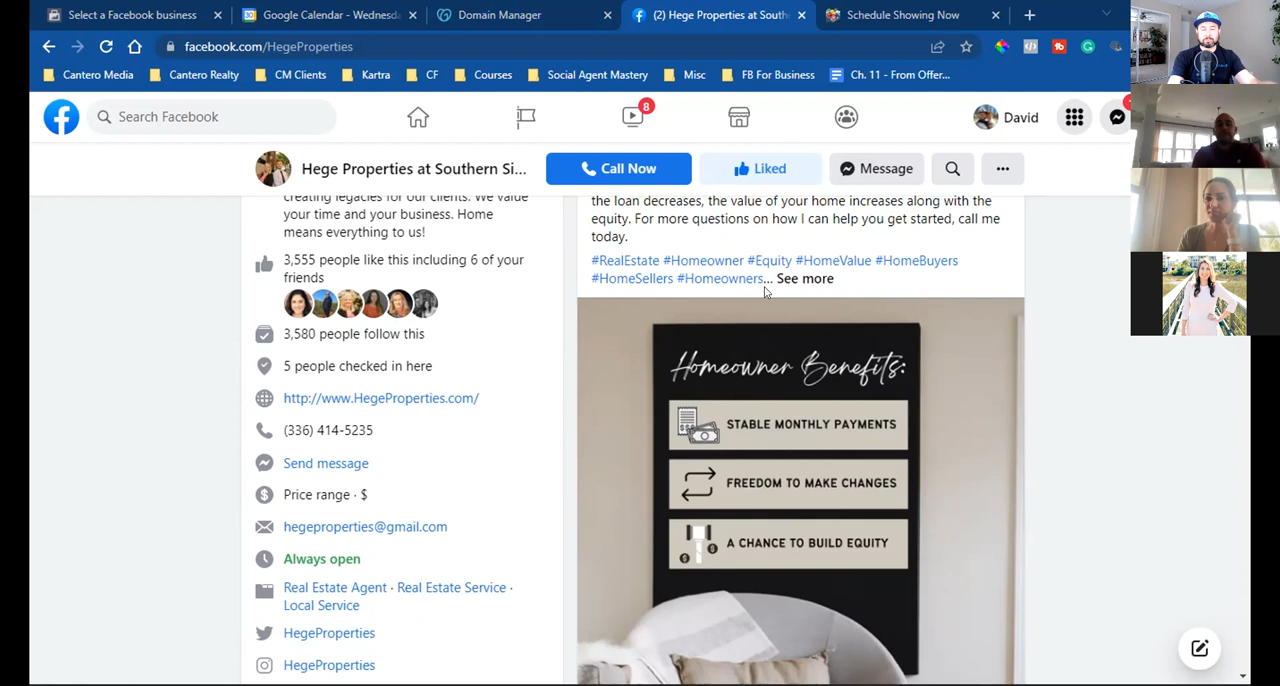 Select a Facebook business
Google Calendar - Wednesda
Domain Manager
(2) Hege Properties at South
Schedule Showing Now
facebook.com/HegeProperties
Cantero Media
Cantero Realty
CM Clients
Kartra
CF
Courses
Social Agent Mastery
Misc
FB For Business
Ch. 11 - From Offer...
Search Facebook
8
David
Hege Properties at Southern Si...
Call Now
Liked
Message
creating legacies for our clients. We value
your time and your business. Home
means everything to us!
3,555 people like this including 6 of your
friends
3,580 people follow this
5 people checked in here
http://www.HegeProperties.com/
(336) 414-5235
Send message
Price range · $
hegeproperties@gmail.com
Always open
Real Estate Agent · Real Estate Service ·
Local Service
HegeProperties
HegeProperties
the loan decreases, the value of your home increases along with the
equity. For more questions on how I can help you get started, call me
today.
#RealEstate #Homeowner #Equity #HomeValue #HomeBuyers
#HomeSellers #Homeowners... See more
Homeowner Benefits:
STABLE MONTHLY PAYMENTS
FREEDOM TO MAKE CHANGES
A CHANCE TO BUILD EQUITY